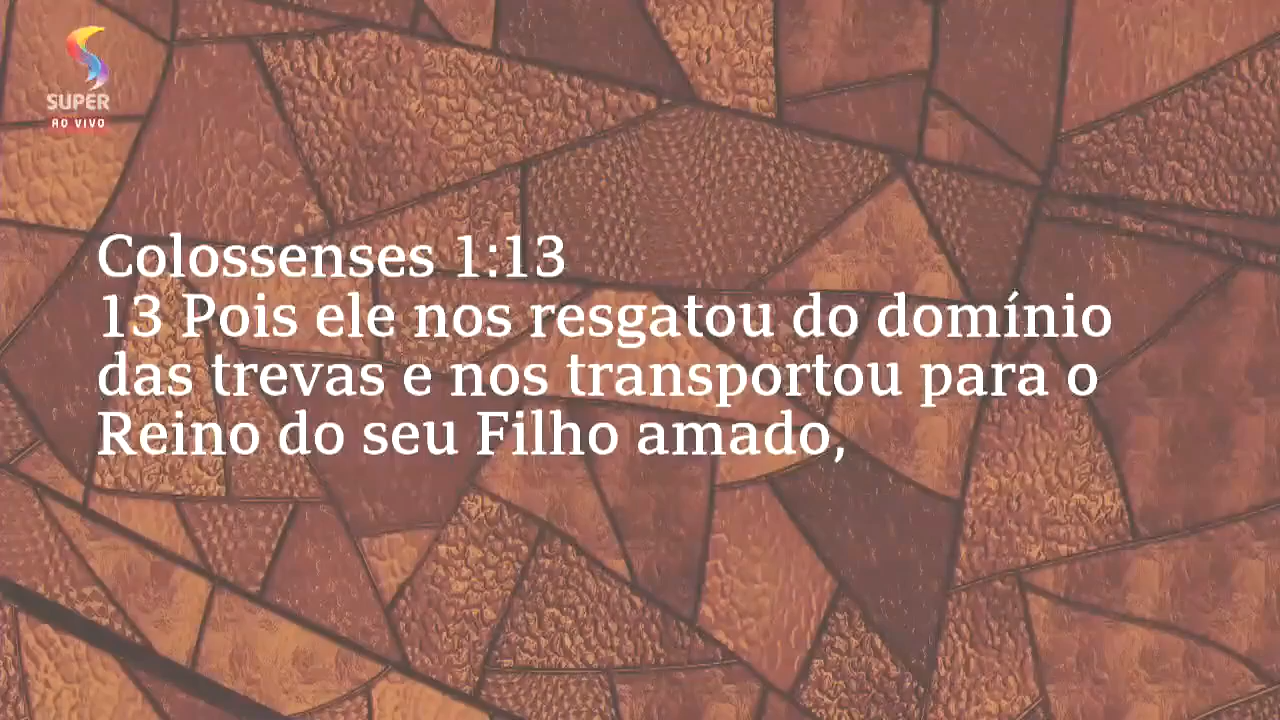 SUPER
AO VIVO
Colossenses 1:13
13 Pois ele nos resgatou do domínio
das trevas e nos transportou para o
Reino do seu Filho amado,